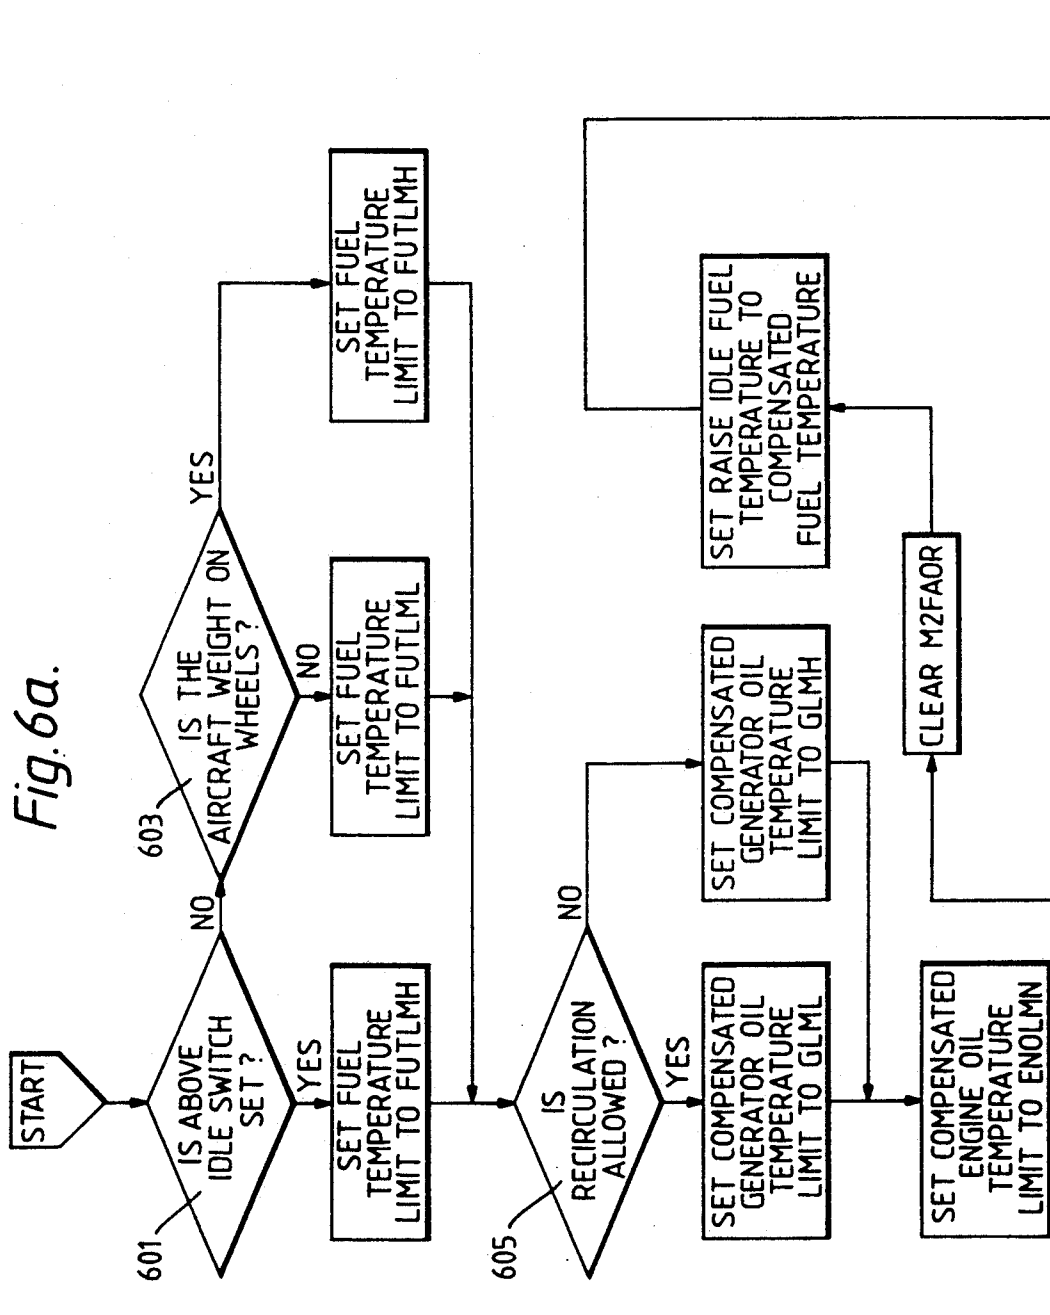 Fig.6a.
START
601
IS ABOVE
IDLE SWITCH
SET ?
NO
YES
603
IS THE
AIRCRAFT WEIGHT ON
WHEELS ?
YES
NO
SET FUEL
TEMPERATURE
LIMIT TO FUTLMH
SET FUEL
TEMPERATURE
LIMIT TO FUTLML
SET FUEL
TEMPERATURE
LIMIT TO FUTLMH
605
IS
RECIRCULATION
ALLOWED ?
NO
YES
SET COMPENSATED
GENERATOR OIL
TEMPERATURE
LIMIT TO GLML
SET COMPENSATED
GENERATOR OIL
TEMPERATURE
LIMIT TO GLMH
SET RAISE IDLE FUEL
TEMPERATURE TO
COMPENSATED
FUEL TEMPERATURE
CLEAR M2FAOR
SET COMPENSATED
ENGINE OIL
TEMPERATURE
LIMIT TO ENOLMN